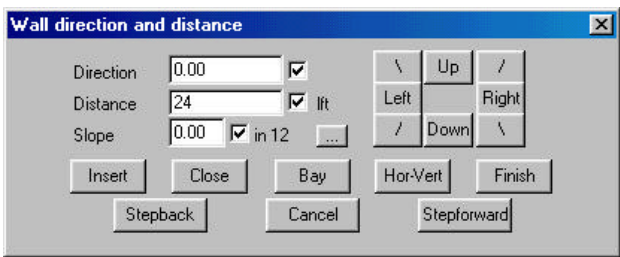 Wall direction and distance
Direction 0.00 \ Up /
Distance 24 lft Left Right
Slope 0.00 in 12 ... / Down \
Insert Close Bay Hor-Vert Finish
Stepback Cancel Stepforward